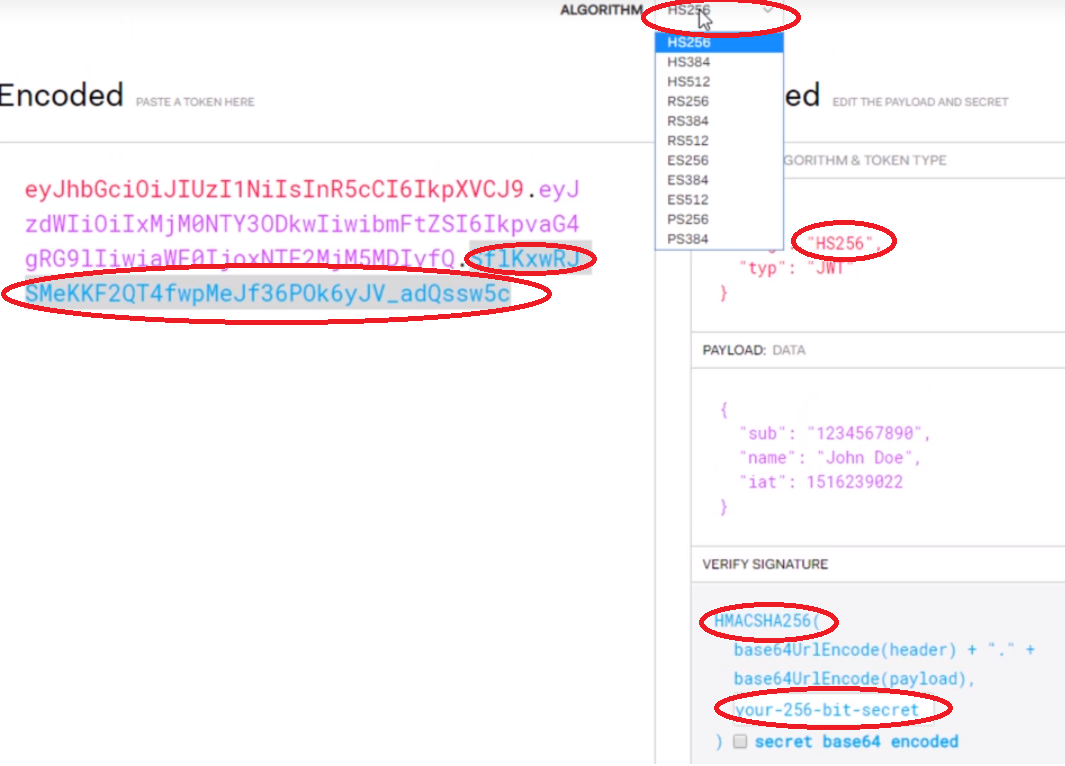 ALGORITHM HS256
HS256
HS384
HS512
RS256
RS384
RS512
ES256
ES384
ES512
PS256
PS384
Encoded PASTE A TOKEN HERE
ed EDIT THE PAYLOAD AND SECRET
eyJhbGciOiJIUzI1NiIsInR5cCI6IkpXVCJ9.eyJ
zdWIiOiIxMjM0NTY3ODkwIiwibmFtZSI6IkpvaG4
gRG9lIiwiaWF0IjoxNTE2MjM5MDIyfQ.SflKxwRJ
SMeKKF2QT4fwpMeJf36POk6yJV_adQssw5c
GORITHM & TOKEN TYPE
"HS256",
"typ": "JWT"
}
PAYLOAD: DATA
{
"sub": "1234567890",
"name": "John Doe",
"iat": 1516239022
}
VERIFY SIGNATURE
HMACSHA256(
base64UrlEncode(header) + "." +
base64UrlEncode(payload),
your-256-bit-secret
) secret base64 encoded